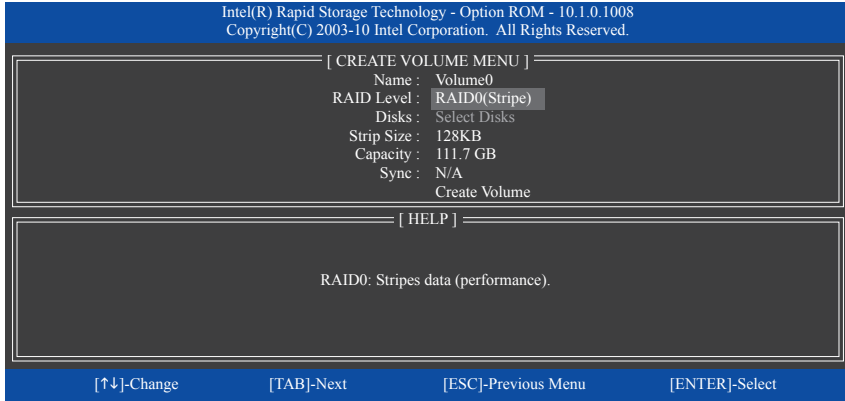 Intel(R) Rapid Storage Technology - Option ROM - 10.1.0.1008
Copyright(C) 2003-10 Intel Corporation. All Rights Reserved.
[ CREATE VOLUME MENU ]
Name : Volume0
RAID Level : RAID0(Stripe)
Disks : Select Disks
Strip Size : 128KB
Capacity : 111.7 GB
Sync : N/A
Create Volume
[ HELP ]
RAID0: Stripes data (performance).
[↑↓]-Change [TAB]-Next [ESC]-Previous Menu [ENTER]-Select